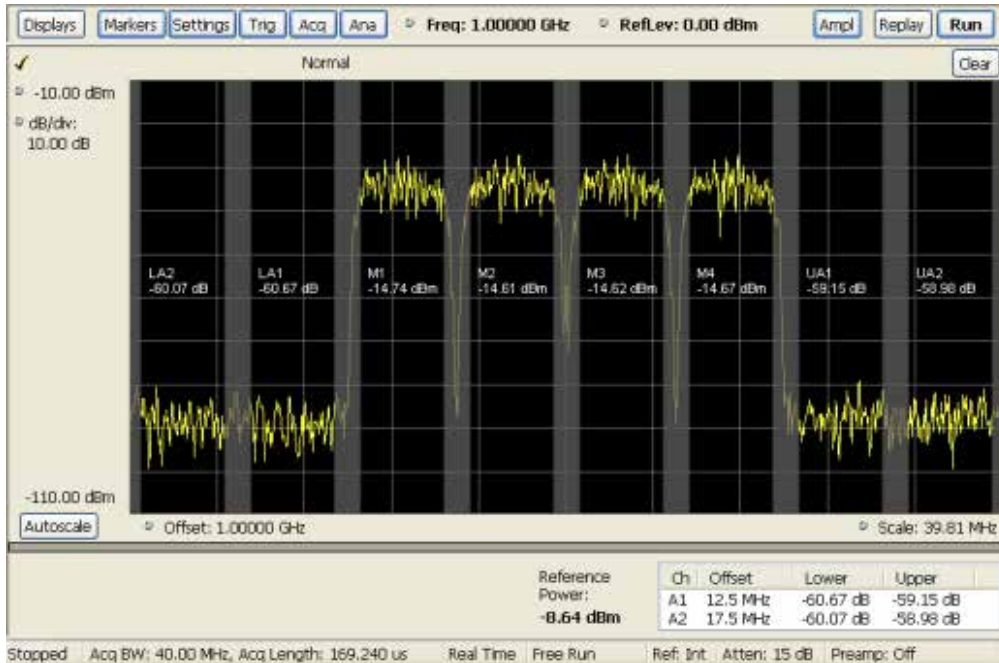 Displays Markers Settings Trig Acq Ana Freq: 1.00000 GHz RefLev: 0.00 dBm Ampl Replay Run
Normal Clear
-10.00 dBm
dB/div:
10.00 dB
LA2 LA1 M1 M2 M3 M4 UA1 UA2
-60.07 dB -60.67 dB -14.74 dBm -14.61 dBm -14.62 dBm -14.67 dBm -59.15 dB -58.98 dB
-110.00 dBm
Autoscale Offset: 1.00000 GHz Scale: 39.81 MHz
Reference
Power:
-8.64 dBm
Ch Offset Lower Upper
A1 12.5 MHz -60.67 dB -59.15 dB
A2 17.5 MHz -60.07 dB -58.98 dB
Stopped Acq BW: 40.00 MHz, Acq Length: 169.240 us Real Time Free Run Ref: Int Atten: 15 dB Preamp: Off